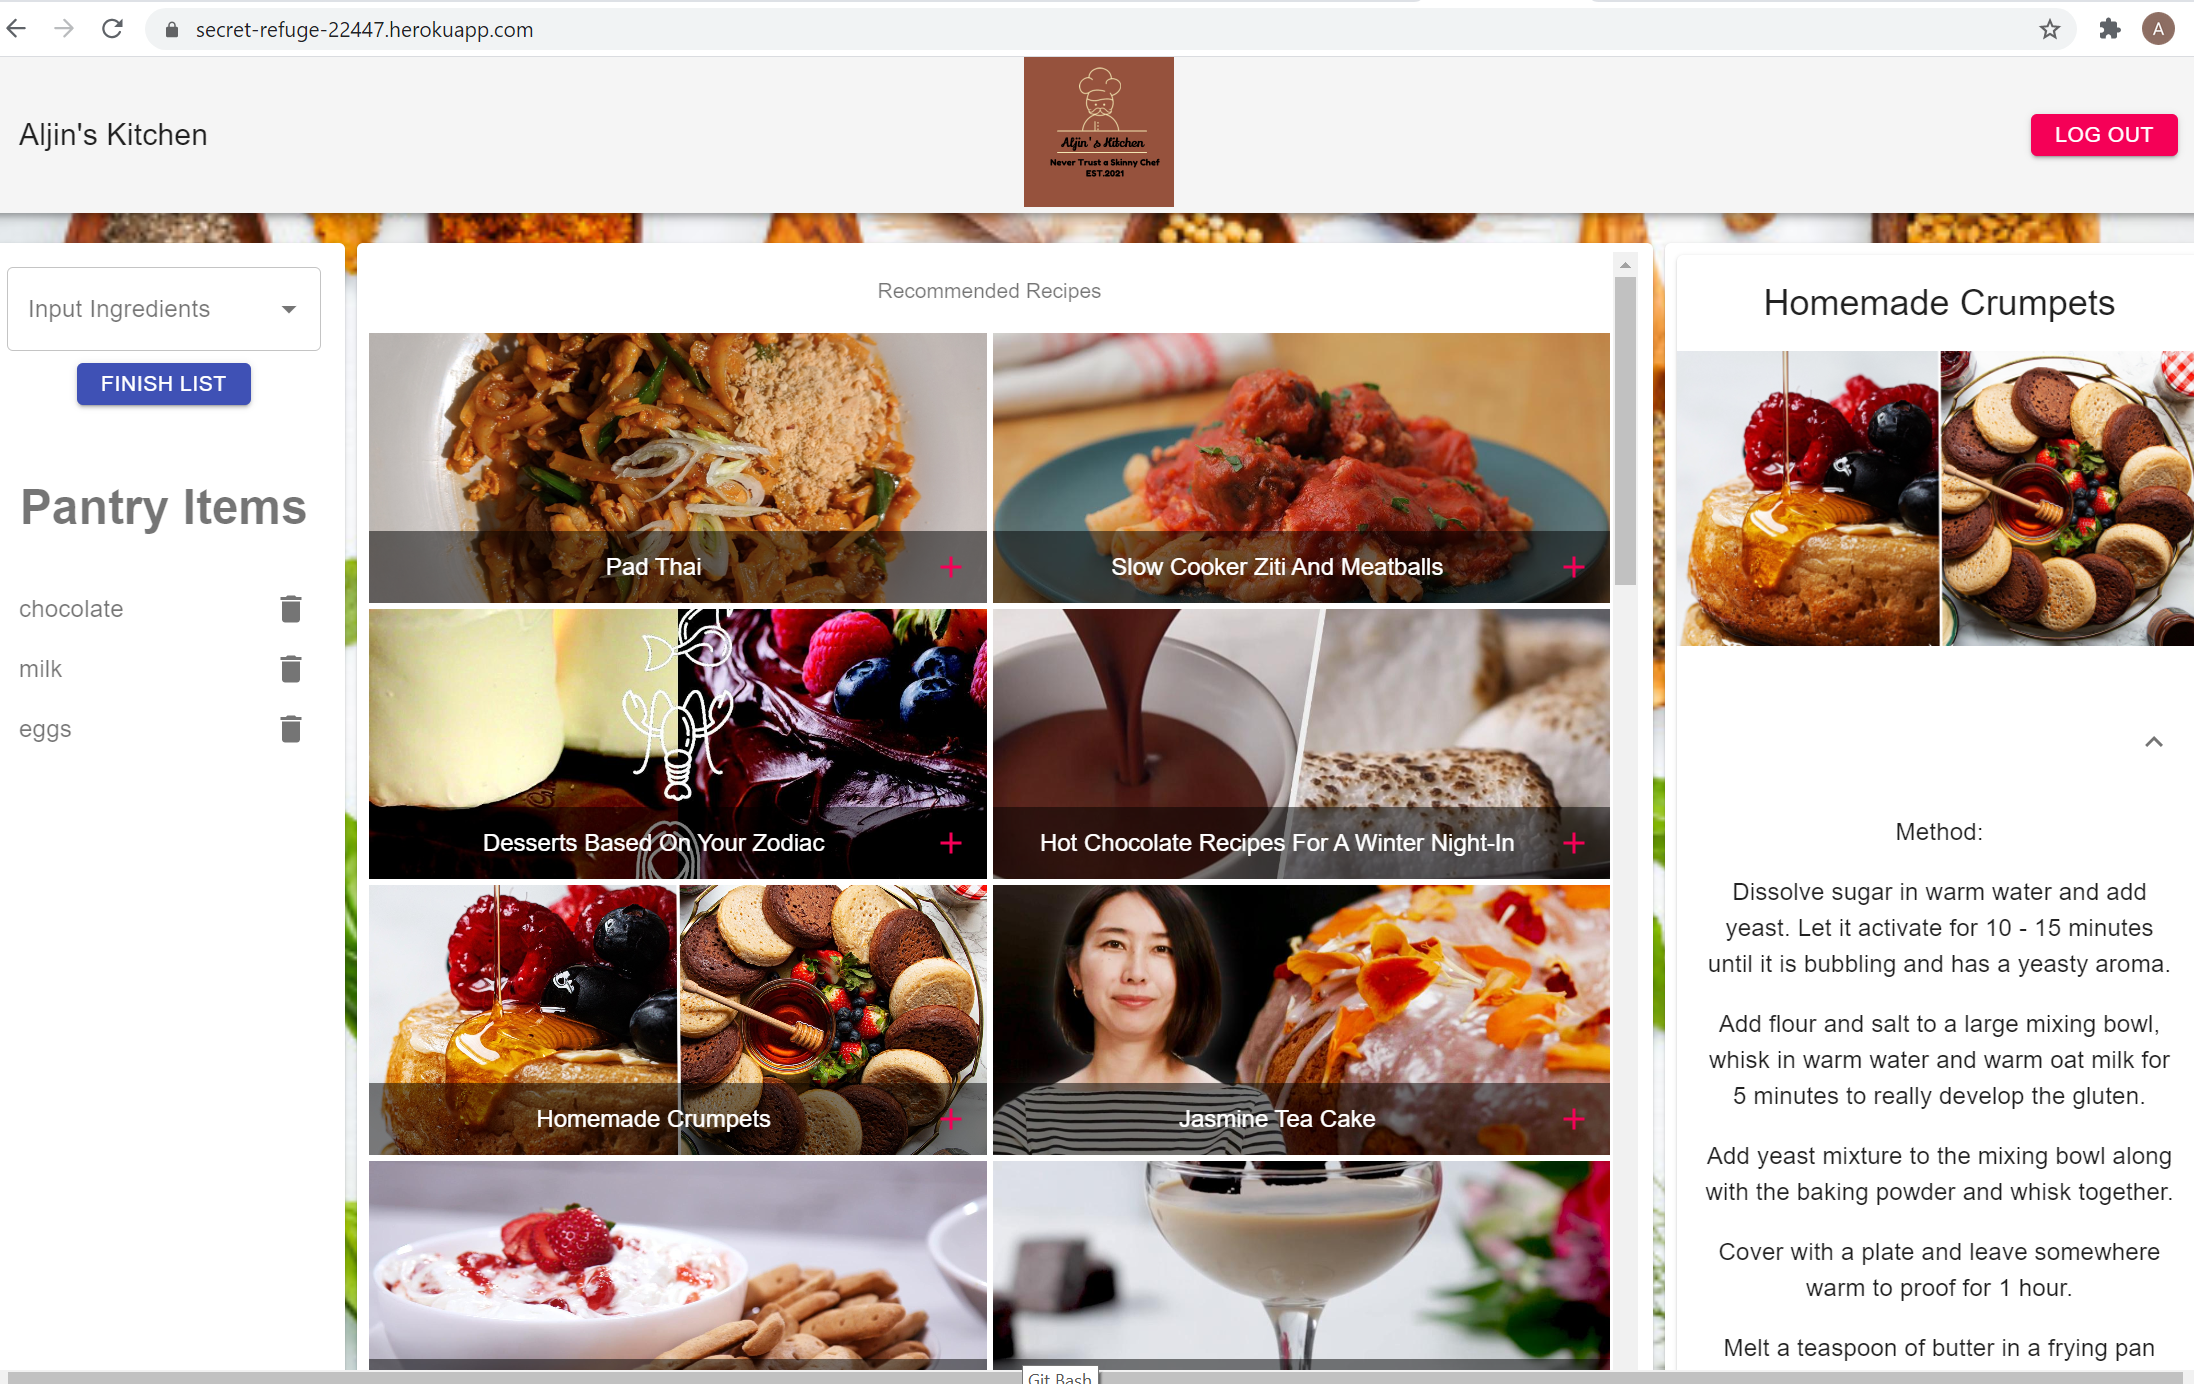 secret-refuge-22447.herokuapp.com
A
Aljin's Kitchen
Aljin's Kitchen
Never Trust a Skinny Chef
EST.2021
LOG OUT
Input Ingredients
FINISH LIST
Pantry Items
chocolate
milk
eggs
Recommended Recipes
Pad Thai
Slow Cooker Ziti And Meatballs
Desserts Based On Your Zodiac
Hot Chocolate Recipes For A Winter Night-In
Homemade Crumpets
Jasmine Tea Cake
Homemade Crumpets
Method:
Dissolve sugar in warm water and add
yeast. Let it activate for 10 - 15 minutes
until it is bubbling and has a yeasty aroma.
Add flour and salt to a large mixing bowl,
whisk in warm water and warm oat milk for
5 minutes to really develop the gluten.
Add yeast mixture to the mixing bowl along
with the baking powder and whisk together.
Cover with a plate and leave somewhere
warm to proof for 1 hour.
Melt a teaspoon of butter in a frying pan
Git Bash